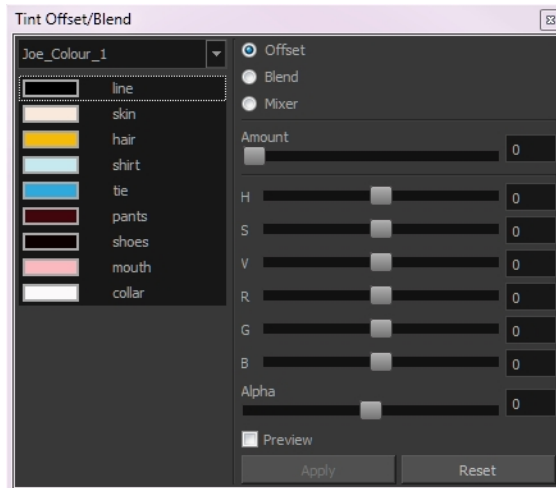 Tint Offset/Blend
Joe_Colour_1
line
skin
hair
shirt
tie
pants
shoes
mouth
collar
Offset
Blend
Mixer
Amount
0
H 0
S 0
V 0
R 0
G 0
B 0
Alpha
0
Preview
Apply Reset